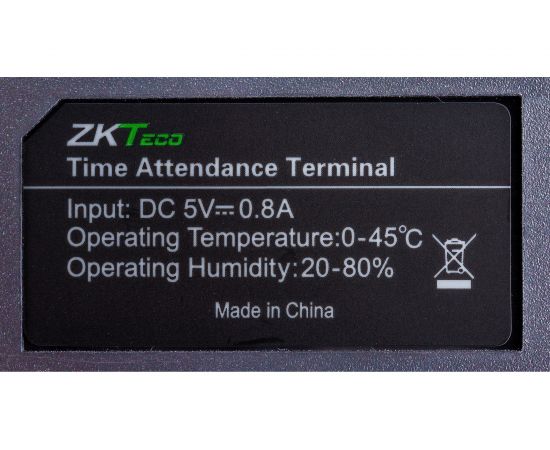 ZKTECO
Time Attendance Terminal
Input: DC 5V⎓0.8A
Operating Temperature:0-45℃
Operating Humidity:20-80%
Made in China